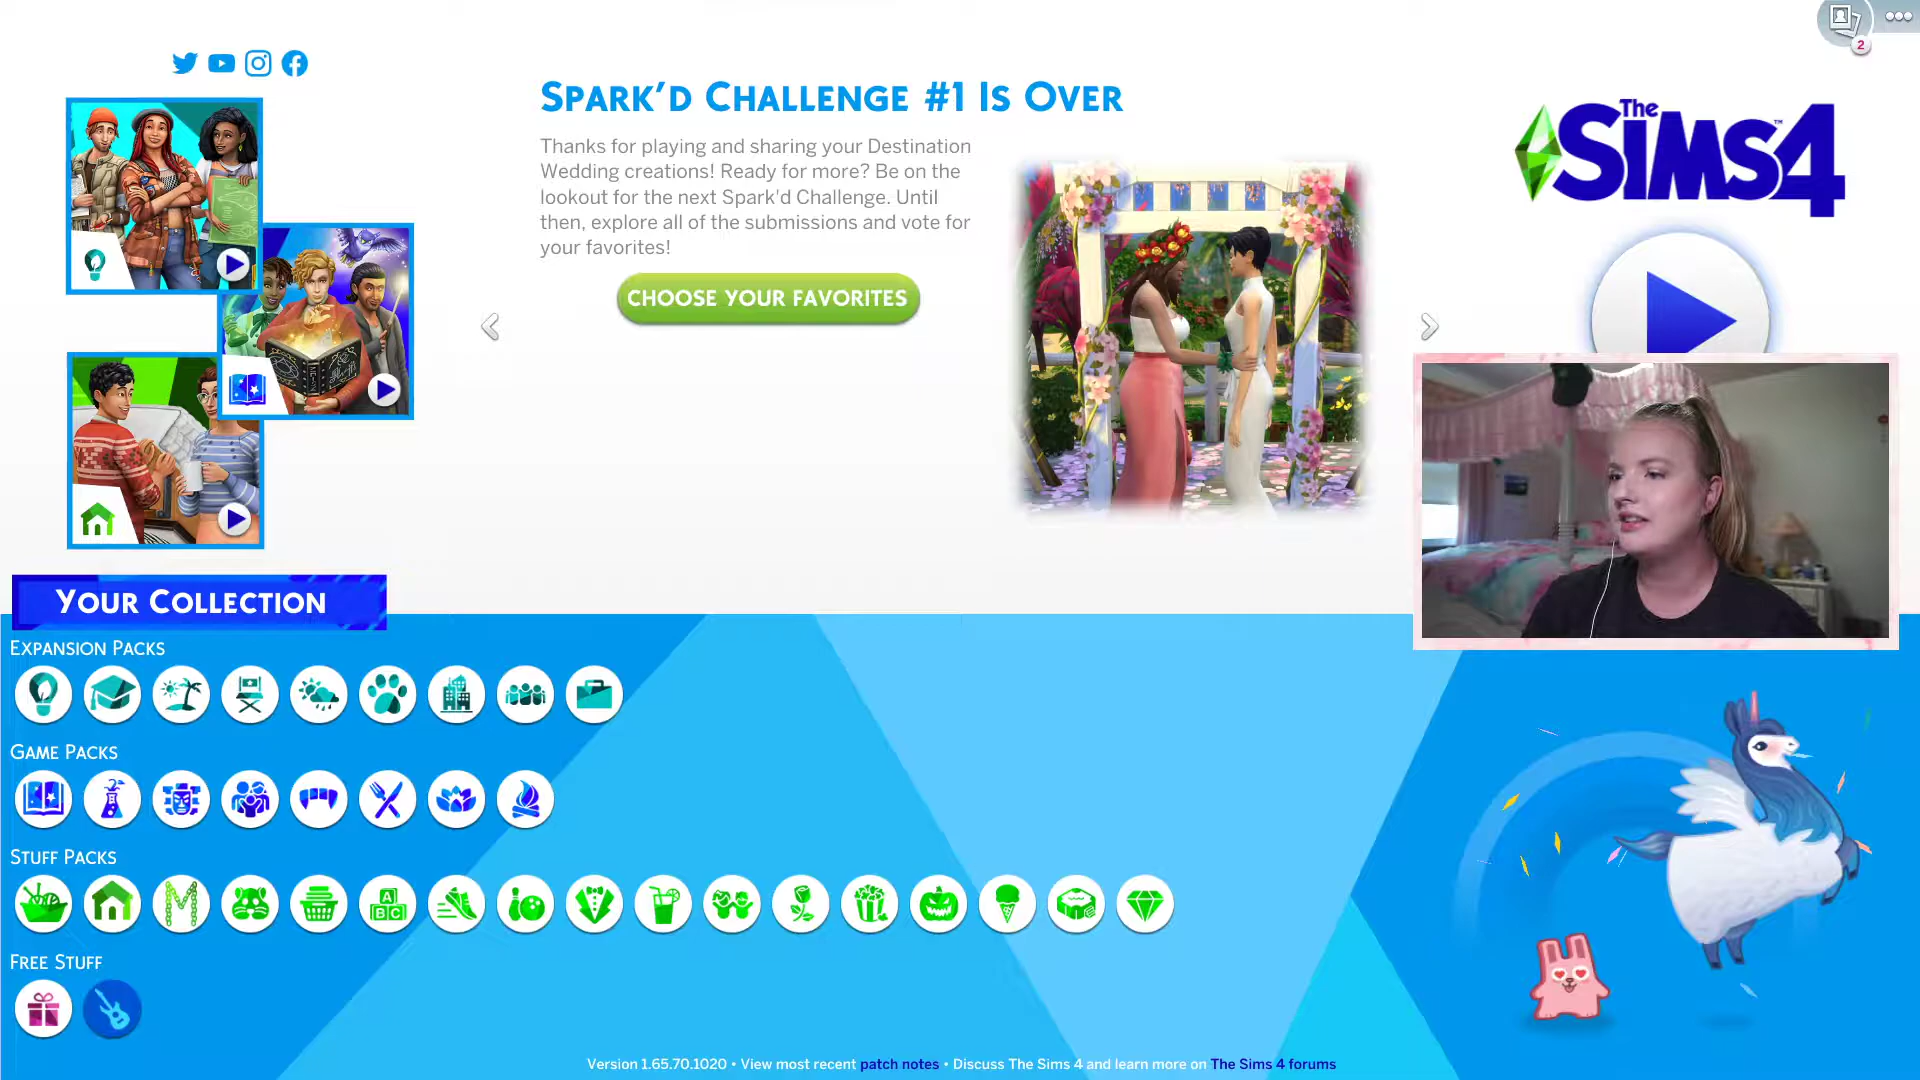 2
SPARK'D CHALLENGE #1 IS OVER
Thanks for playing and sharing your Destination
Wedding creations! Ready for more? Be on the
lookout for the next Spark'd Challenge. Until
then, explore all of the submissions and vote for
your favorites!
CHOOSE YOUR FAVORITES
The SIMS 4™
YOUR COLLECTION
EXPANSION PACKS
GAME PACKS
STUFF PACKS
A
B C
FREE STUFF
Version 1.65.70.1020 • View most recent patch notes • Discuss The Sims 4 and learn more on The Sims 4 forums